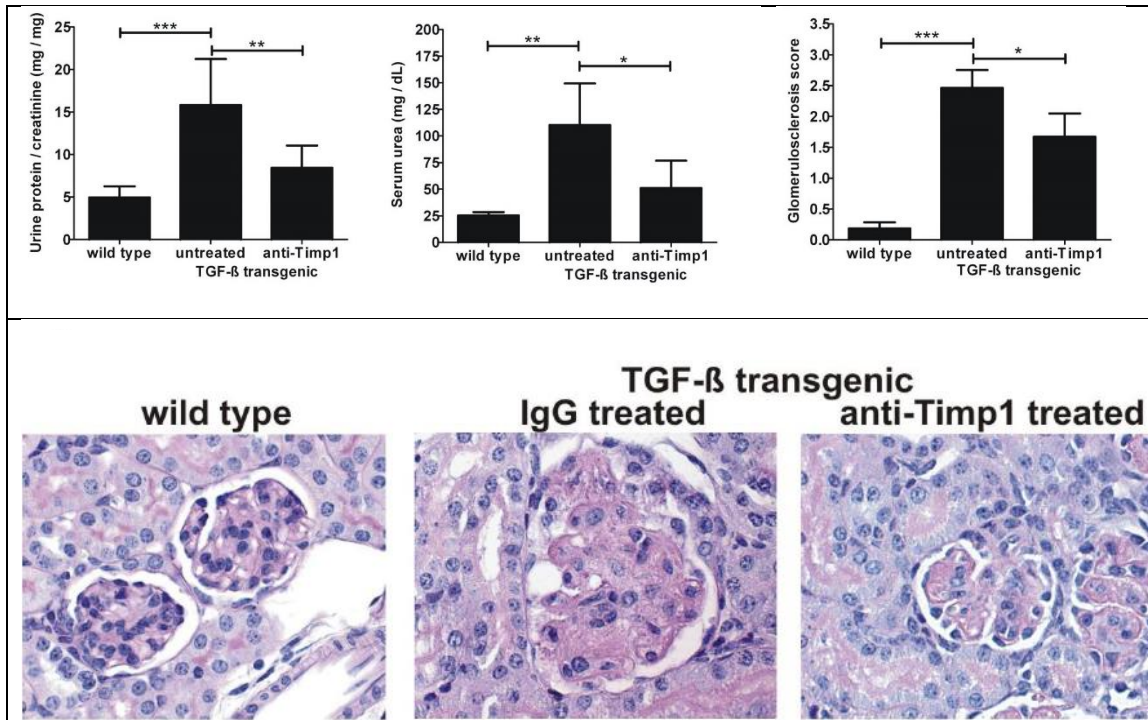 Urine protein / creatinine (mg / mg)
25
20
15
10
5
0
***
**
wild type
untreated
anti-Timp1
TGF-ß transgenic
Serum urea (mg / dL)
200
175
150
125
100
75
50
25
0
**
*
wild type
untreated
anti-Timp1
TGF-ß transgenic
Glomerulosclerosis score
3.5
3.0
2.5
2.0
1.5
1.0
0.5
0.0
***
*
wild type
untreated
anti-Timp1
TGF-ß transgenic
TGF-ß transgenic
wild type
IgG treated
anti-Timp1 treated